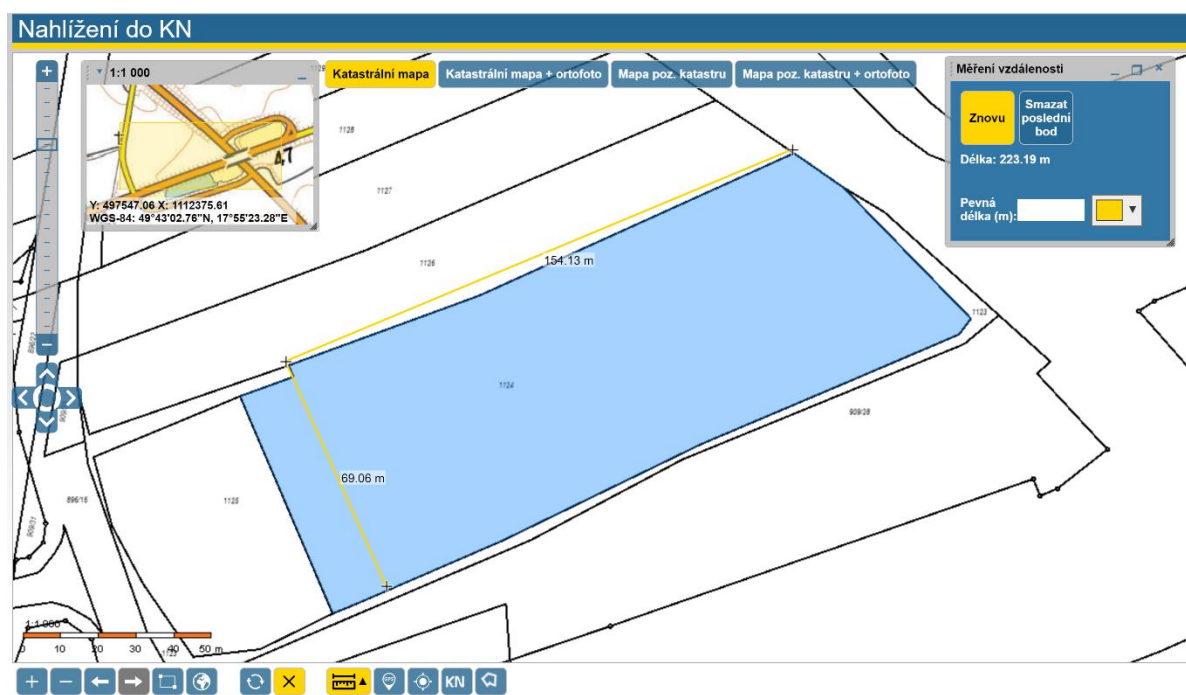 Nahlížení do KN
1:1 000
47
Y: 497547.06 X: 1112375.61
WGS-84: 49°43'02.76"N, 17°55'23.28"E
Katastrální mapa
Katastrální mapa + ortofoto
Mapa poz. katastru
Mapa poz. katastru + ortofoto
Měření vzdálenosti
Znovu
Smazat
poslední
bod
Délka: 223.19 m
Pevná
délka (m):
1128
1127
1126
154.13 m
1123
1124
909/28
69.06 m
1125
896/16
909/31
1:1 000
0 10 20 30 40 50 m
KN